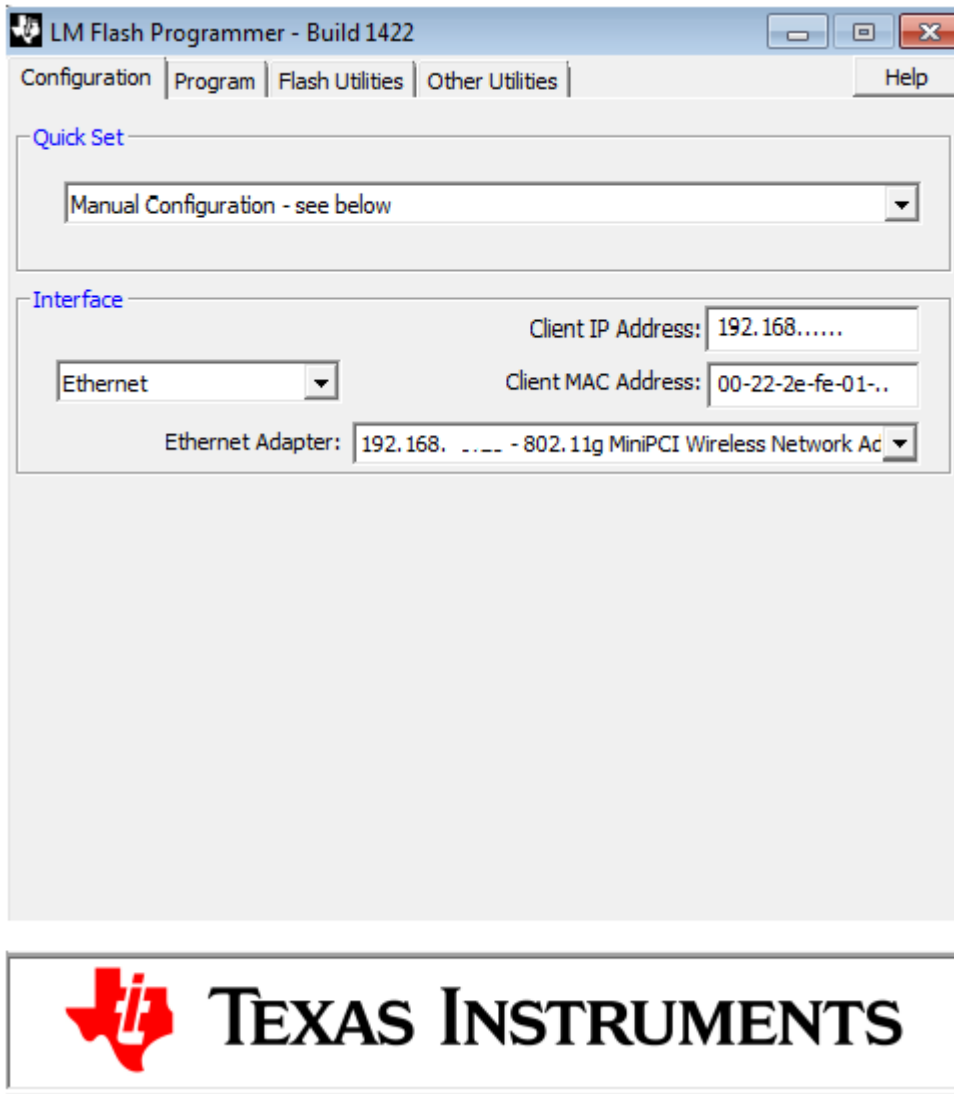 LM Flash Programmer - Build 1422
Configuration Program Flash Utilities Other Utilities Help
Quick Set
Manual Configuration - see below
Interface
Client IP Address: 192.168......
Ethernet Client MAC Address: 00-22-2e-fe-01-..
Ethernet Adapter: 192.168. - 802.11g MiniPCI Wireless Network Ad
TEXAS INSTRUMENTS